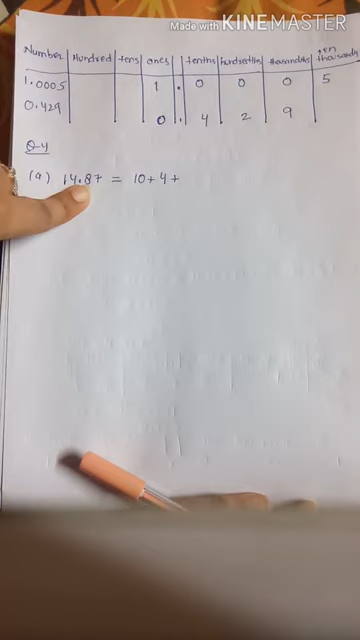 Made with KINEMASTER
Number Hundred tens ones . tenths hundredths thousandths ten thousandths
1.0005 1 . 0 0 0 5
0.429 0 . 4 2 9
Q-4
(a) 14.87 = 10+4+